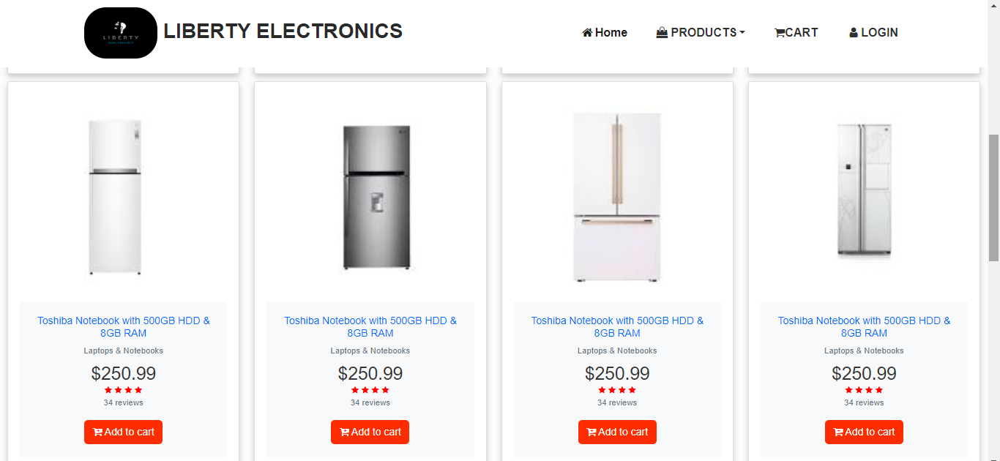 LIBERTY
ELECTRONICS
LIBERTY ELECTRONICS
Home
PRODUCTS
CART
LOGIN
Toshiba Notebook with 500GB HDD &
8GB RAM
Laptops & Notebooks
$250.99
34 reviews
Add to cart
Toshiba Notebook with 500GB HDD &
8GB RAM
Laptops & Notebooks
$250.99
34 reviews
Add to cart
Toshiba Notebook with 500GB HDD &
8GB RAM
Laptops & Notebooks
$250.99
34 reviews
Add to cart
Toshiba Notebook with 500GB HDD &
8GB RAM
Laptops & Notebooks
$250.99
34 reviews
Add to cart